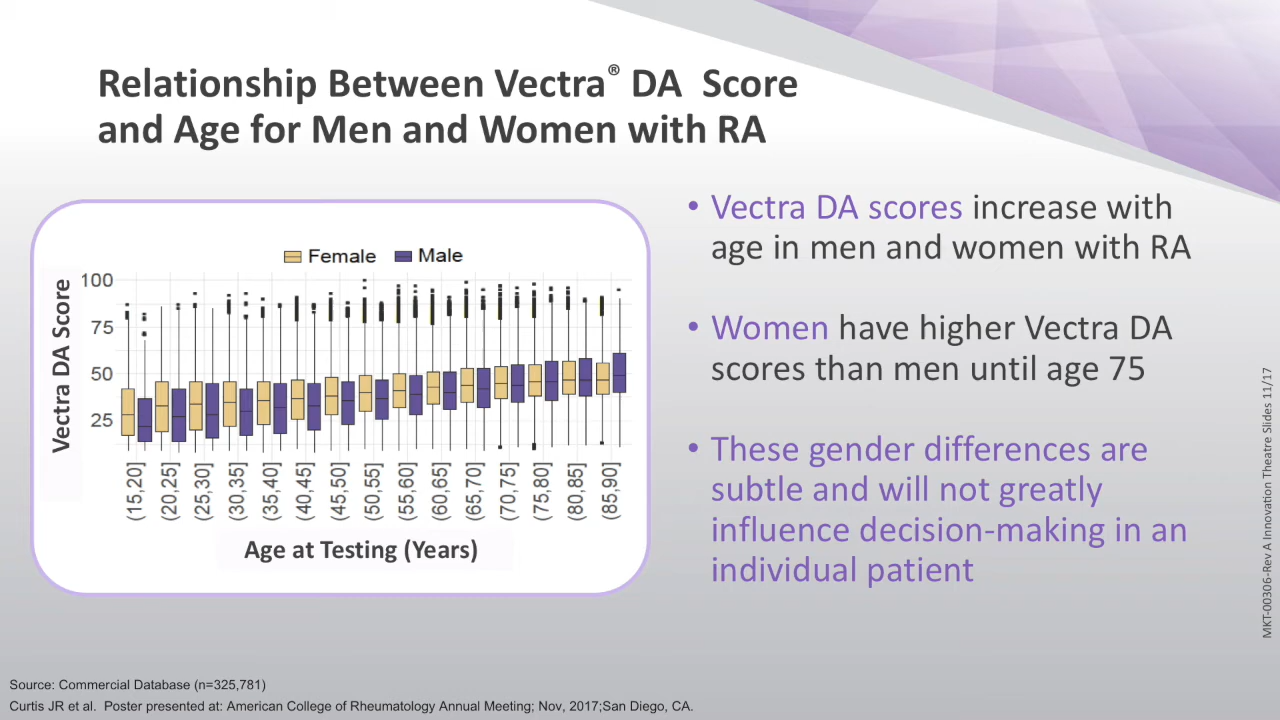 Relationship Between Vectra® DA Score
and Age for Men and Women with RA
Female Male
Vectra DA Score
100
75
50
25
(15,20] (20,25] (25,30] (30,35] (35,40] (40,45] (45,50] (50,55] (55,60] (60,65] (65,70] (70,75] (75,80] (80,85] (85,90]
Age at Testing (Years)
• Vectra DA scores increase with
age in men and women with RA
• Women have higher Vectra DA
scores than men until age 75
• These gender differences are
subtle and will not greatly
influence decision-making in an
individual patient
MKT-00306-Rev A Innovation Theatre Slides 11/17
Source: Commercial Database (n=325,781)
Curtis JR et al. Poster presented at: American College of Rheumatology Annual Meeting; Nov, 2017;San Diego, CA.